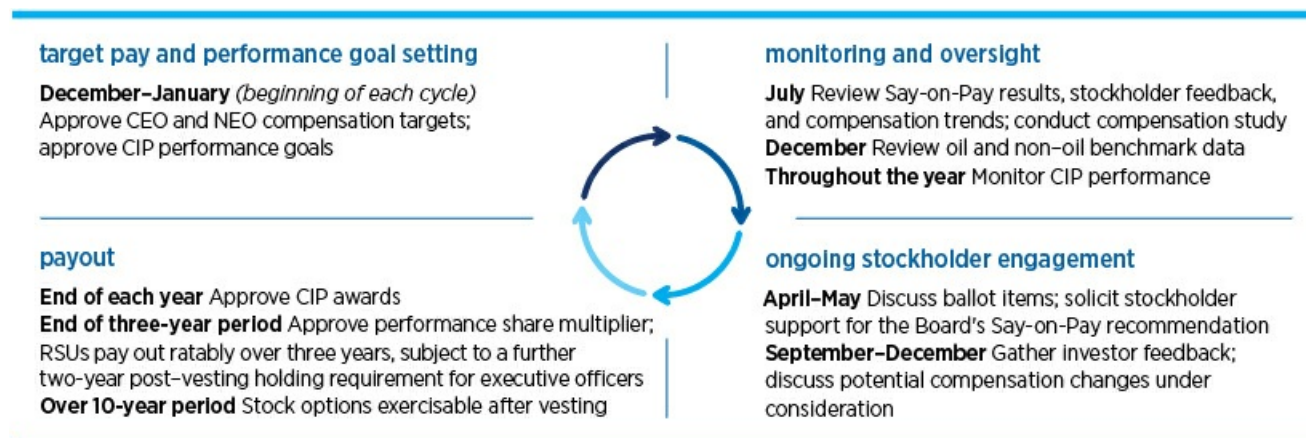 target pay and performance goal setting
December–January (beginning of each cycle)
Approve CEO and NEO compensation targets;
approve CIP performance goals
monitoring and oversight
July Review Say-on-Pay results, stockholder feedback,
and compensation trends; conduct compensation study
December Review oil and non–oil benchmark data
Throughout the year Monitor CIP performance
payout
End of each year Approve CIP awards
End of three-year period Approve performance share multiplier;
RSUs pay out ratably over three years, subject to a further
two-year post–vesting holding requirement for executive officers
Over 10-year period Stock options exercisable after vesting
ongoing stockholder engagement
April–May Discuss ballot items; solicit stockholder
support for the Board's Say-on-Pay recommendation
September–December Gather investor feedback;
discuss potential compensation changes under
consideration